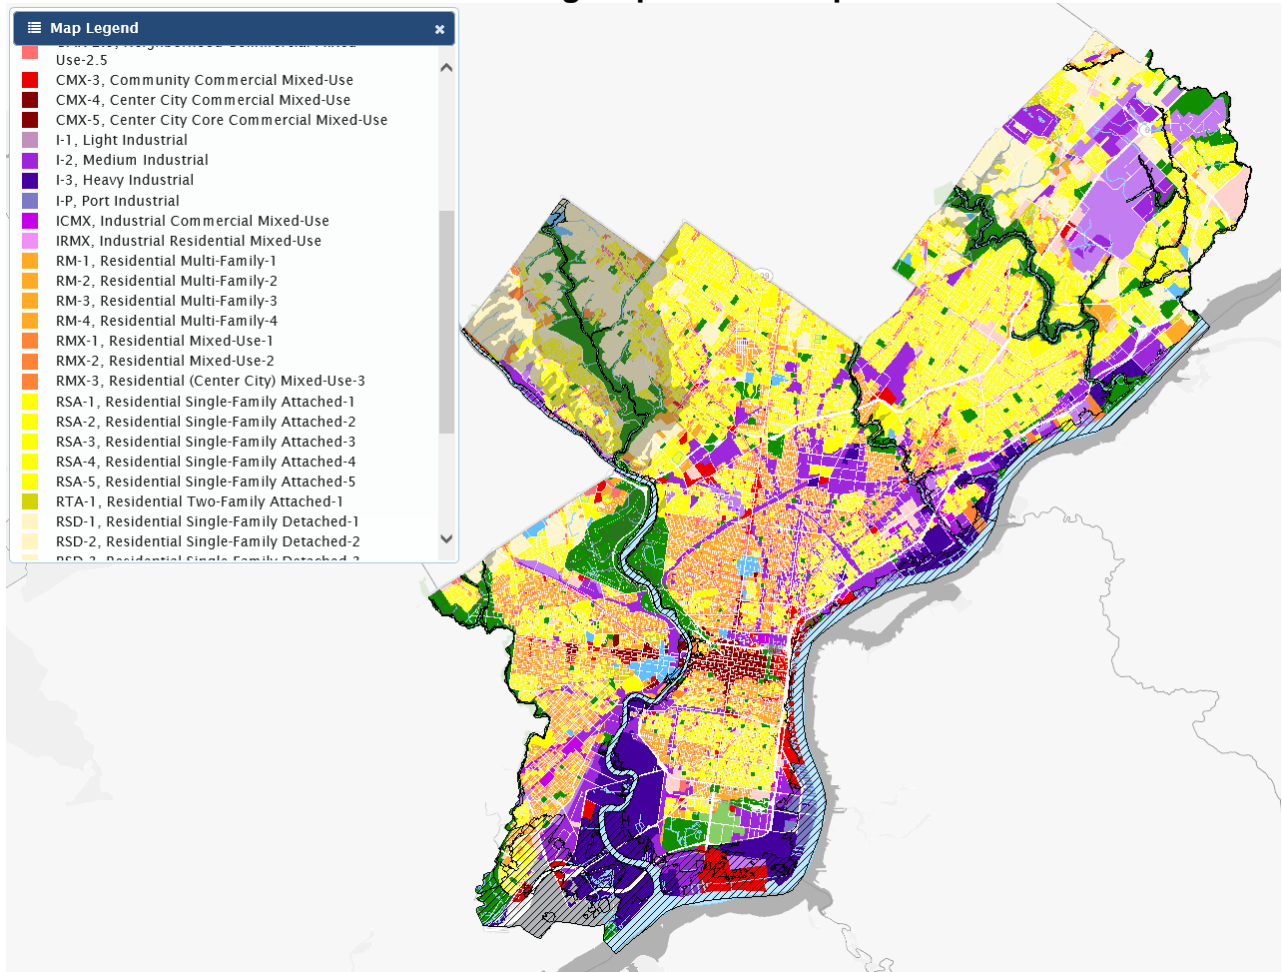 Map Legend
Use-2.5
CMX-3, Community Commercial Mixed-Use
CMX-4, Center City Commercial Mixed-Use
CMX-5, Center City Core Commercial Mixed-Use
I-1, Light Industrial
I-2, Medium Industrial
I-3, Heavy Industrial
I-P, Port Industrial
ICMX, Industrial Commercial Mixed-Use
IRMX, Industrial Residential Mixed-Use
RM-1, Residential Multi-Family-1
RM-2, Residential Multi-Family-2
RM-3, Residential Multi-Family-3
RM-4, Residential Multi-Family-4
RMX-1, Residential Mixed-Use-1
RMX-2, Residential Mixed-Use-2
RMX-3, Residential (Center City) Mixed-Use-3
RSA-1, Residential Single-Family Attached-1
RSA-2, Residential Single-Family Attached-2
RSA-3, Residential Single-Family Attached-3
RSA-4, Residential Single-Family Attached-4
RSA-5, Residential Single-Family Attached-5
RTA-1, Residential Two-Family Attached-1
RSD-1, Residential Single-Family Detached-1
RSD-2, Residential Single-Family Detached-2
RSD-3, Residential Single-Family Detached-3